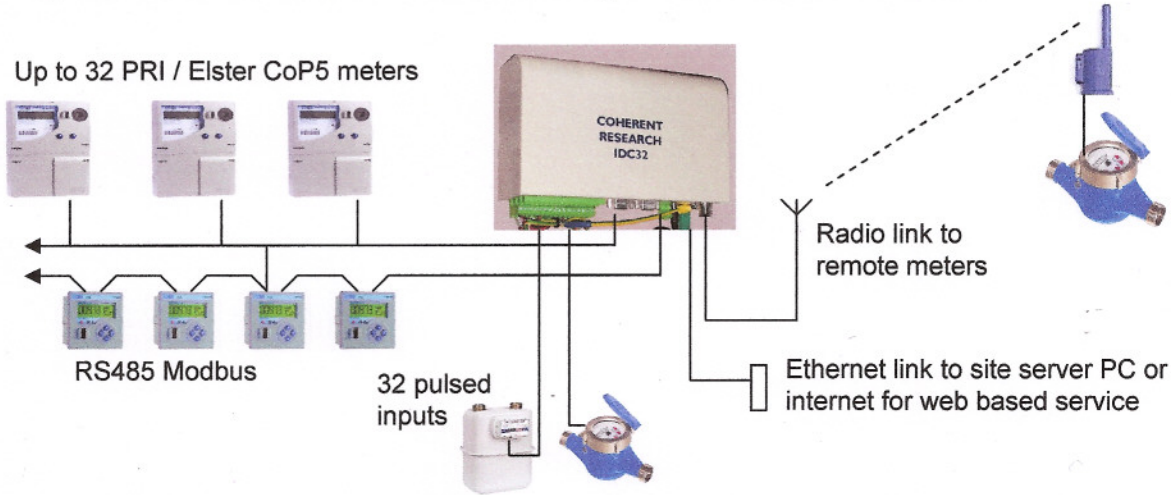 Up to 32 PRI / Elster CoP5 meters
COHERENT
RESEARCH
IDC32
Radio link to
remote meters
RS485 Modbus
32 pulsed
inputs
Ethernet link to site server PC or
internet for web based service